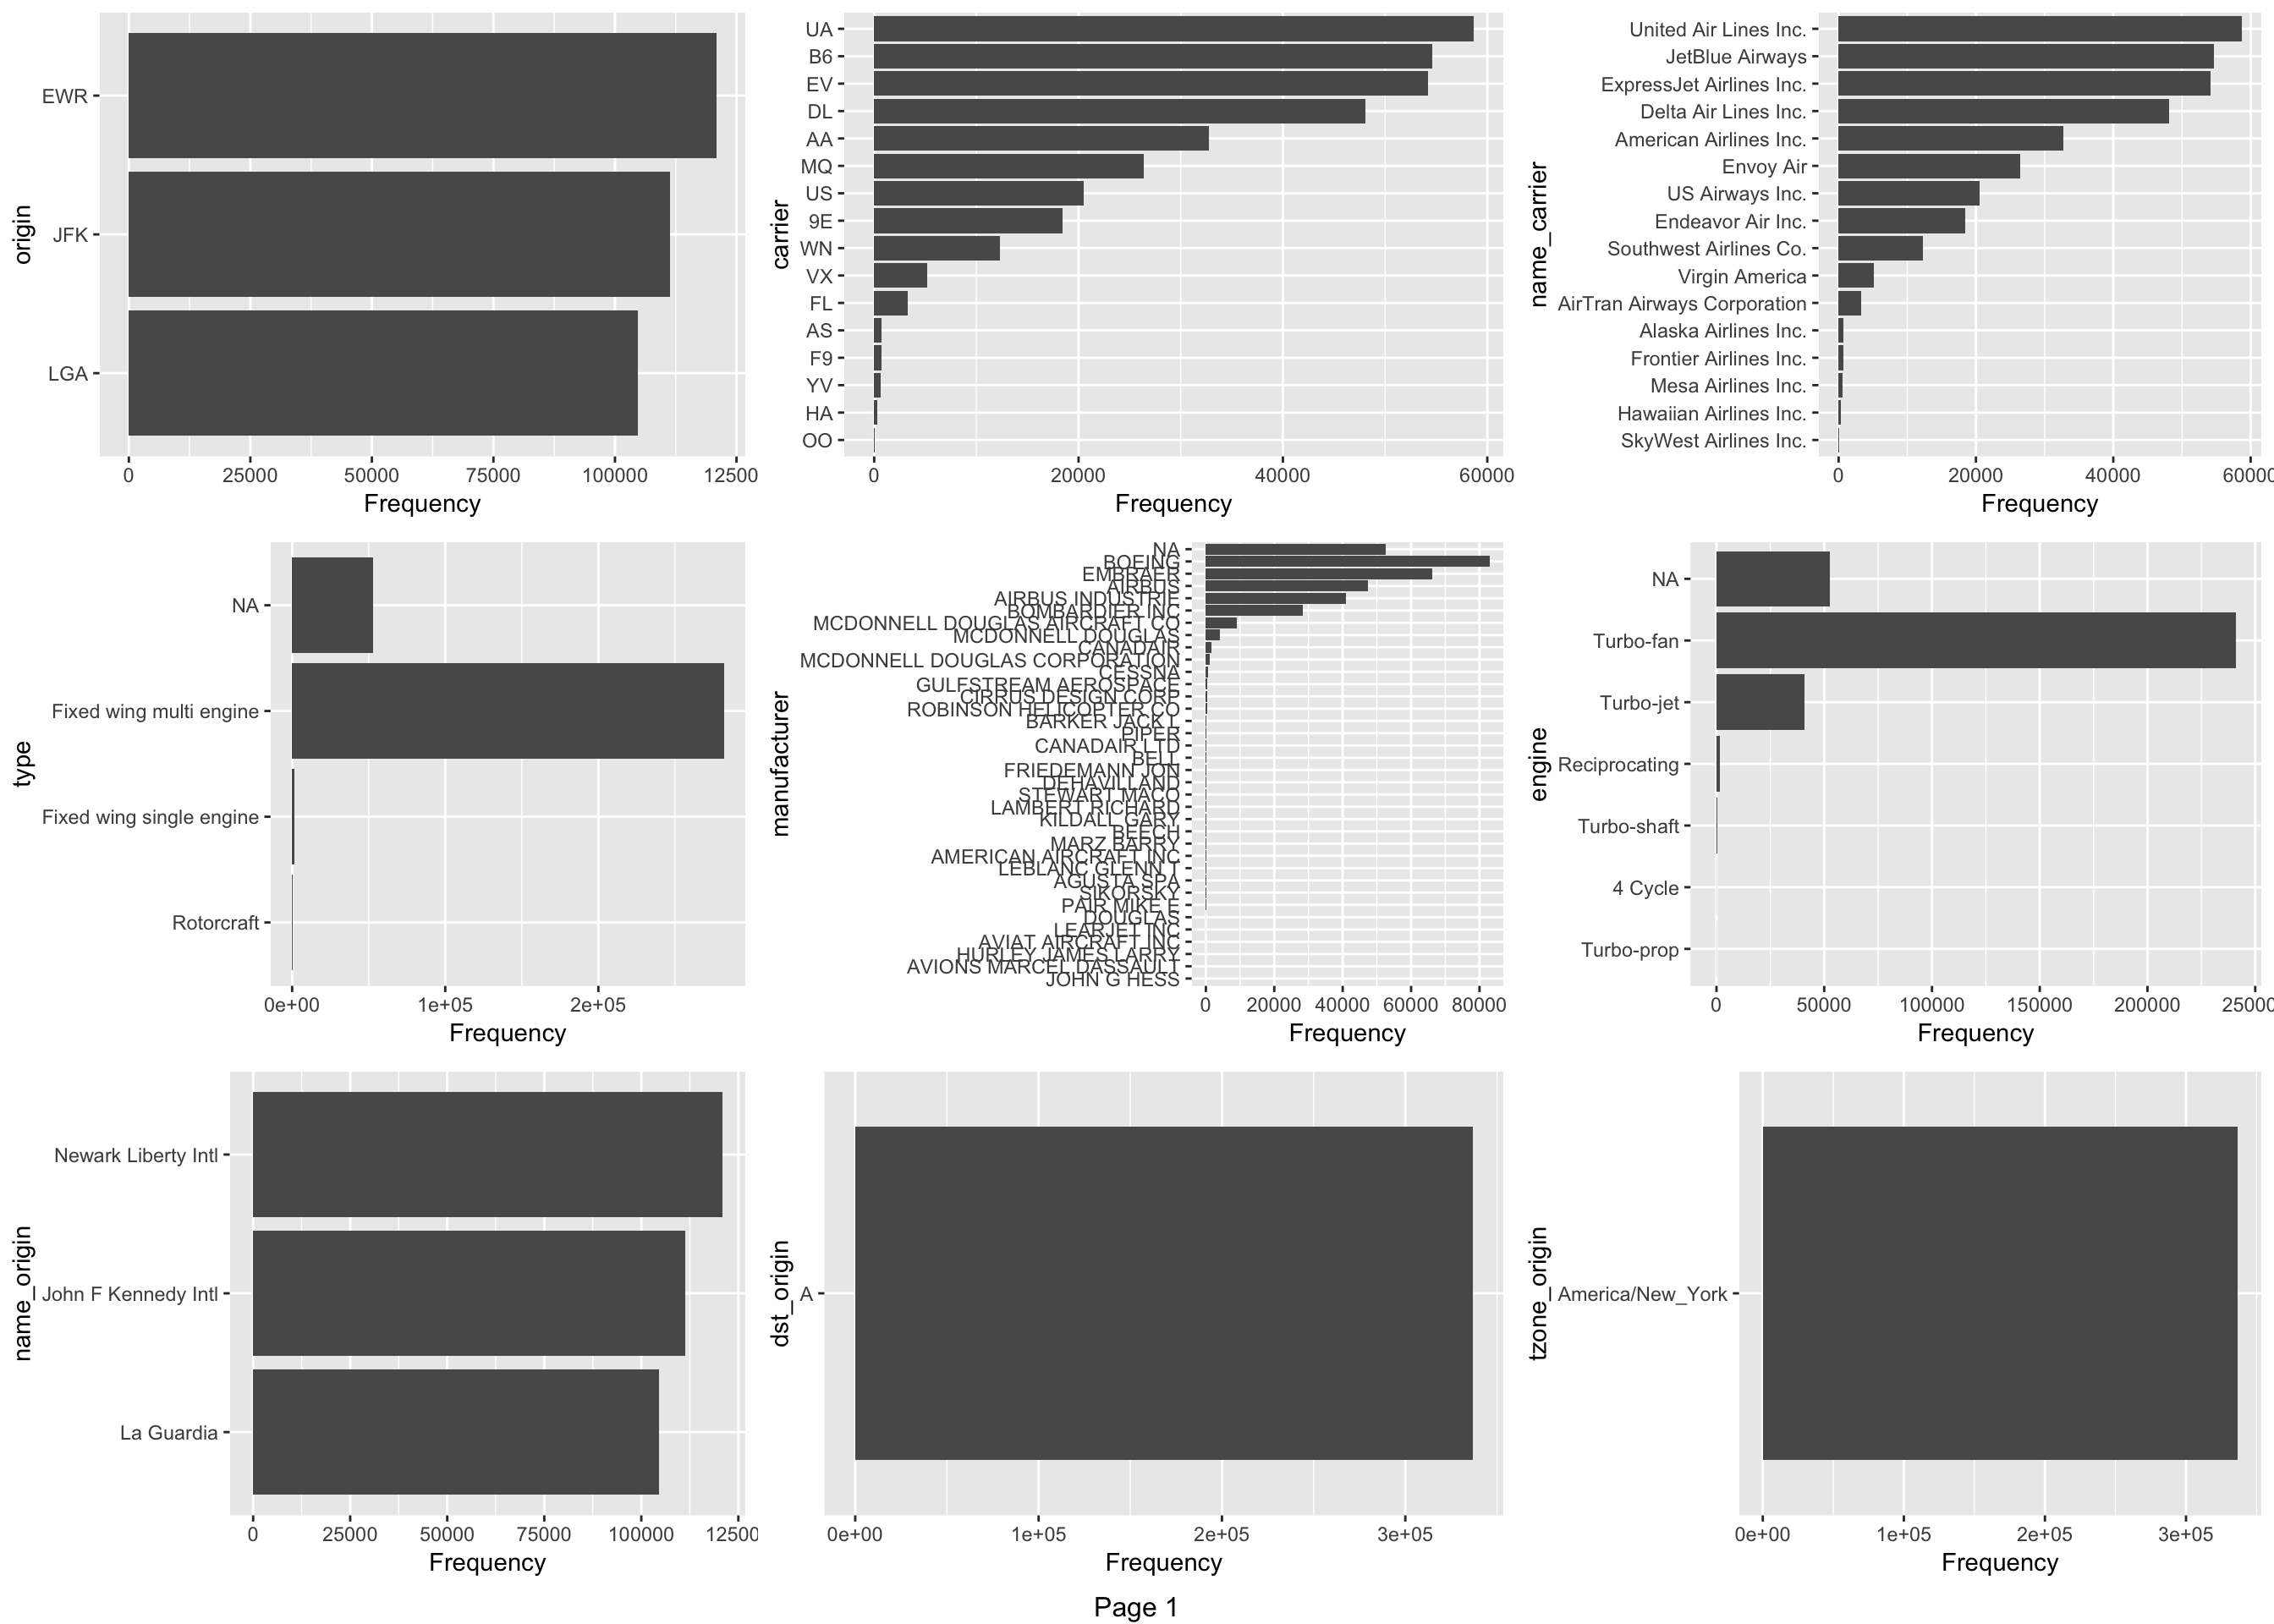 origin
EWR
JFK
LGA
0 25000 50000 75000 100000 12500
Frequency
carrier
UA
B6
EV
DL
AA
MQ
US
9E
WN
VX
FL
AS
F9
YV
HA
OO
0 20000 40000 60000
Frequency
name_carrier
United Air Lines Inc.
JetBlue Airways
ExpressJet Airlines Inc.
Delta Air Lines Inc.
American Airlines Inc.
Envoy Air
US Airways Inc.
Endeavor Air Inc.
Southwest Airlines Co.
Virgin America
AirTran Airways Corporation
Alaska Airlines Inc.
Frontier Airlines Inc.
Mesa Airlines Inc.
Hawaiian Airlines Inc.
SkyWest Airlines Inc.
0 20000 40000 6000
Frequency
type
NA
Fixed wing multi engine
Fixed wing single engine
Rotorcraft
0e+00 1e+05 2e+05
Frequency
manufacturer
NA
BOEING
EMBRAER
AIRBUS
AIRBUS INDUSTRIE
BOMBARDIER INC
MCDONNELL DOUGLAS AIRCRAFT CO
MCDONNELL DOUGLAS
CANADAIR
MCDONNELL DOUGLAS CORPORATION
CESSNA
GULFSTREAM AEROSPACE
CIRRUS DESIGN CORP
ROBINSON HELICOPTER CO
BARKER JACK L
PIPER
CANADAIR LTD
BELL
FRIEDEMANN JON
DEHAVILLAND
STEWART MACO
LAMBERT RICHARD
KILDALL GARY
BEECH
MARZ BARRY
AMERICAN AIRCRAFT INC
LEBLANC GLENN T
AGUSTA SPA
SIKORSKY
PAIR MIKE E
DOUGLAS
LEARJET INC
AVIAT AIRCRAFT INC
HURLEY JAMES LARRY
AVIONS MARCEL DASSAULT
JOHN G HESS
0 20000 40000 60000 80000
Frequency
engine
NA
Turbo-fan
Turbo-jet
Reciprocating
Turbo-shaft
4 Cycle
Turbo-prop
0 50000 100000 150000 200000 25000
Frequency
name_origin
Newark Liberty Intl
John F Kennedy Intl
La Guardia
0 25000 50000 75000 100000 12500
Frequency
dst_origin
A
0e+00 1e+05 2e+05 3e+05
Frequency
tzone_origin
America/New_York
0e+00 1e+05 2e+05 3e+05
Frequency
Page 1